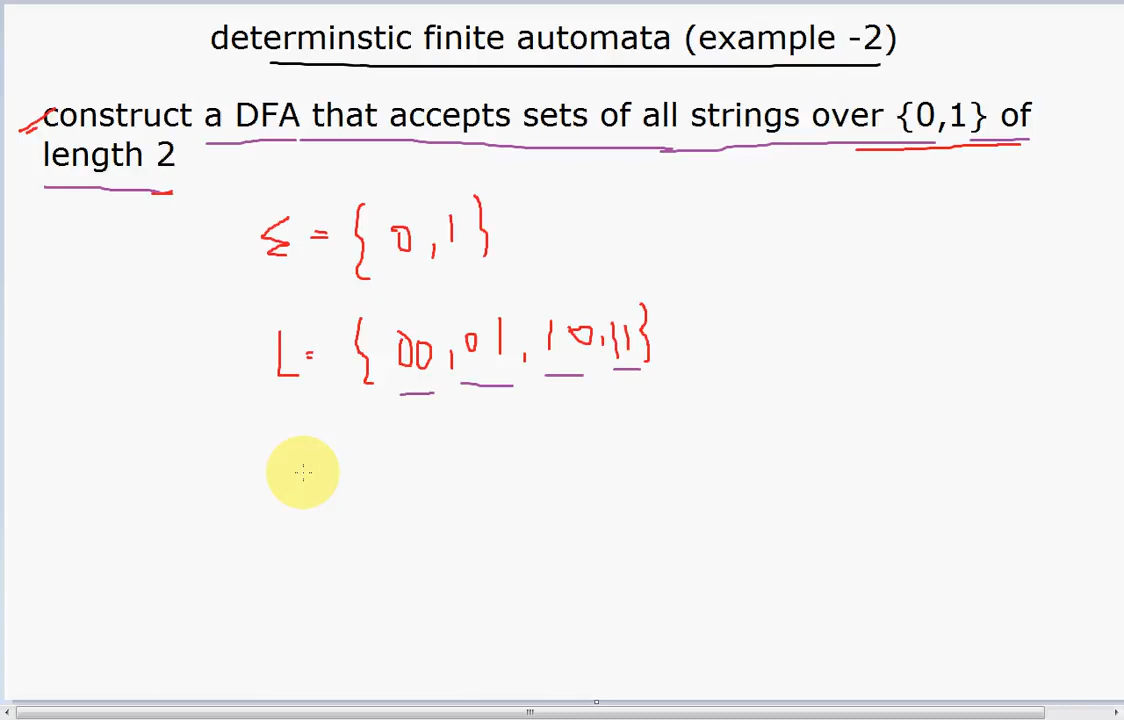 determinstic finite automata (example -2)
construct a DFA that accepts sets of all strings over {0,1} of
length 2
Σ = { 0 , 1 }
L = { 00 , 01 , 10 , 11 }